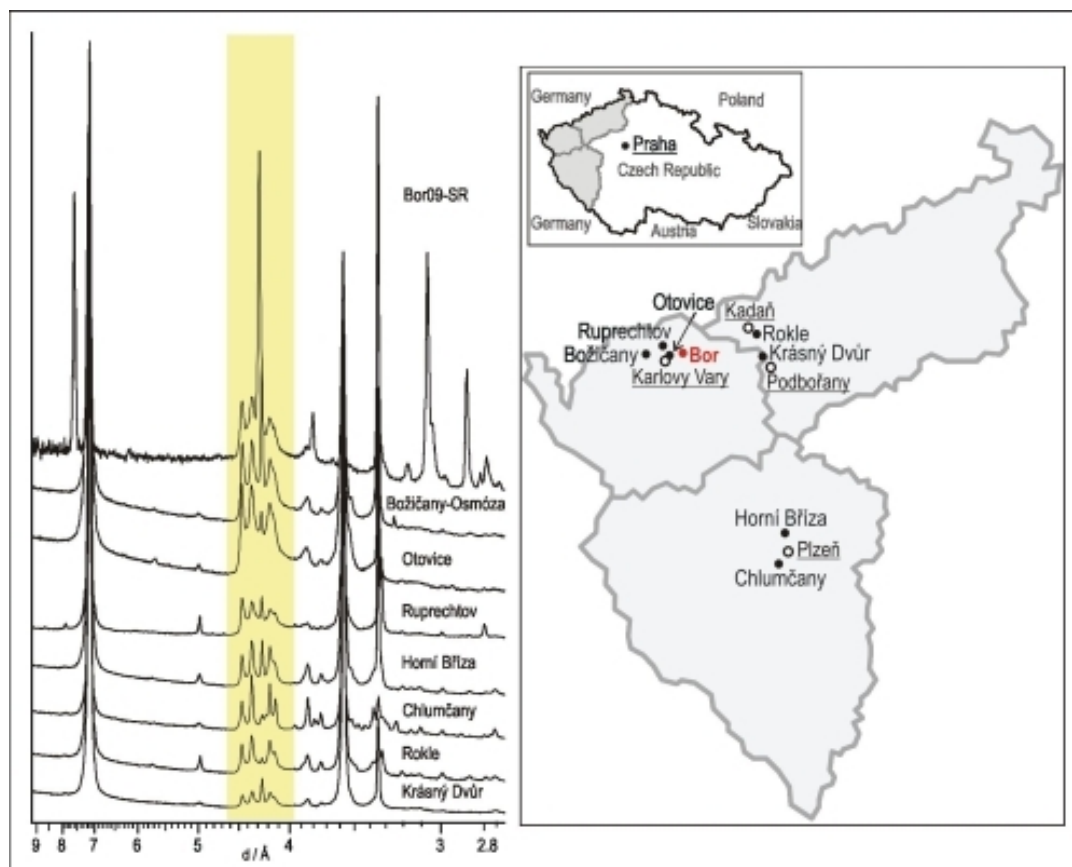 Bor09-SR
Božičany-Osmóza
Otovice
Ruprechtov
Horní Bříza
Chlumčany
Rokle
Krásný Dvůr
9 8 7 6 5 4 3 2.8
d / Å
Germany
Poland
Praha
Czech Republic
Germany
Austria
Slovakia
Otovice
Kadaň
Ruprechtov
Rokle
Božičany
Bor
Krásný Dvůr
Karlovy Vary
Podbořany
Horní Bříza
Plzeň
Chlumčany